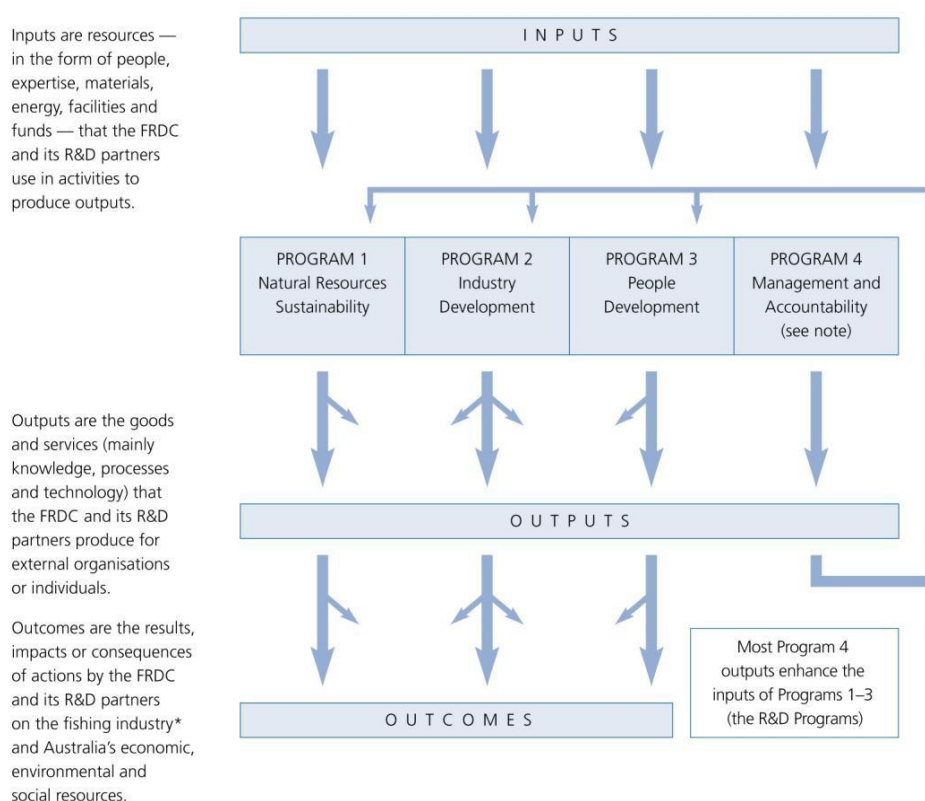 Inputs are resources —
in the form of people,
expertise, materials,
energy, facilities and
funds — that the FRDC
and its R&D partners
use in activities to
produce outputs.
INPUTS
PROGRAM 1
Natural Resources
Sustainability
PROGRAM 2
Industry
Development
PROGRAM 3
People
Development
PROGRAM 4
Management and
Accountability
(see note)
Outputs are the goods
and services (mainly
knowledge, processes
and technology) that
the FRDC and its R&D
partners produce for
external organisations
or individuals.
OUTPUTS
Outcomes are the results,
impacts or consequences
of actions by the FRDC
and its R&D partners
on the fishing industry*
and Australia’s economic,
environmental and
social resources.
Most Program 4
outputs enhance the
inputs of Programs 1–3
(the R&D Programs)
OUTCOMES